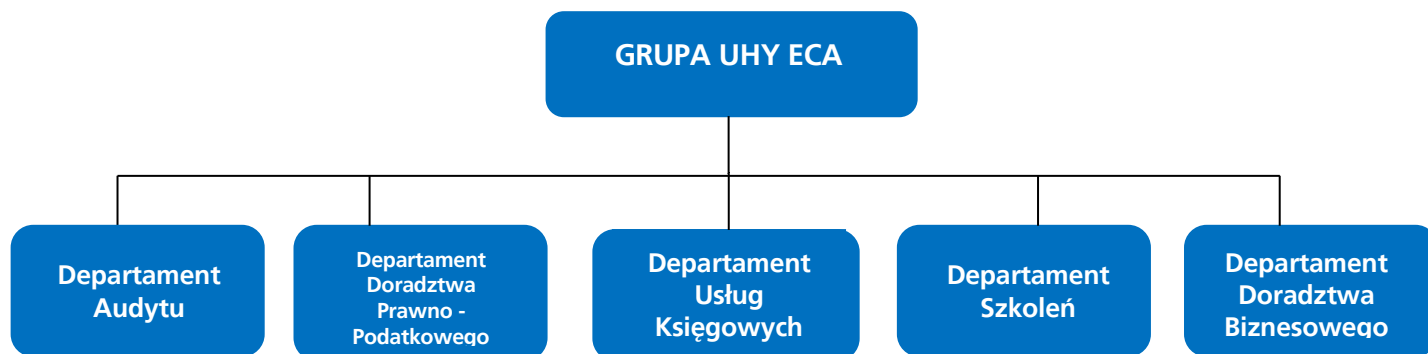 GRUPA UHY ECA
Departament
Audytu
Departament
Doradztwa
Prawno -
Podatkowego
Departament
Usług
Księgowych
Departament
Szkoleń
Departament
Doradztwa
Biznesowego